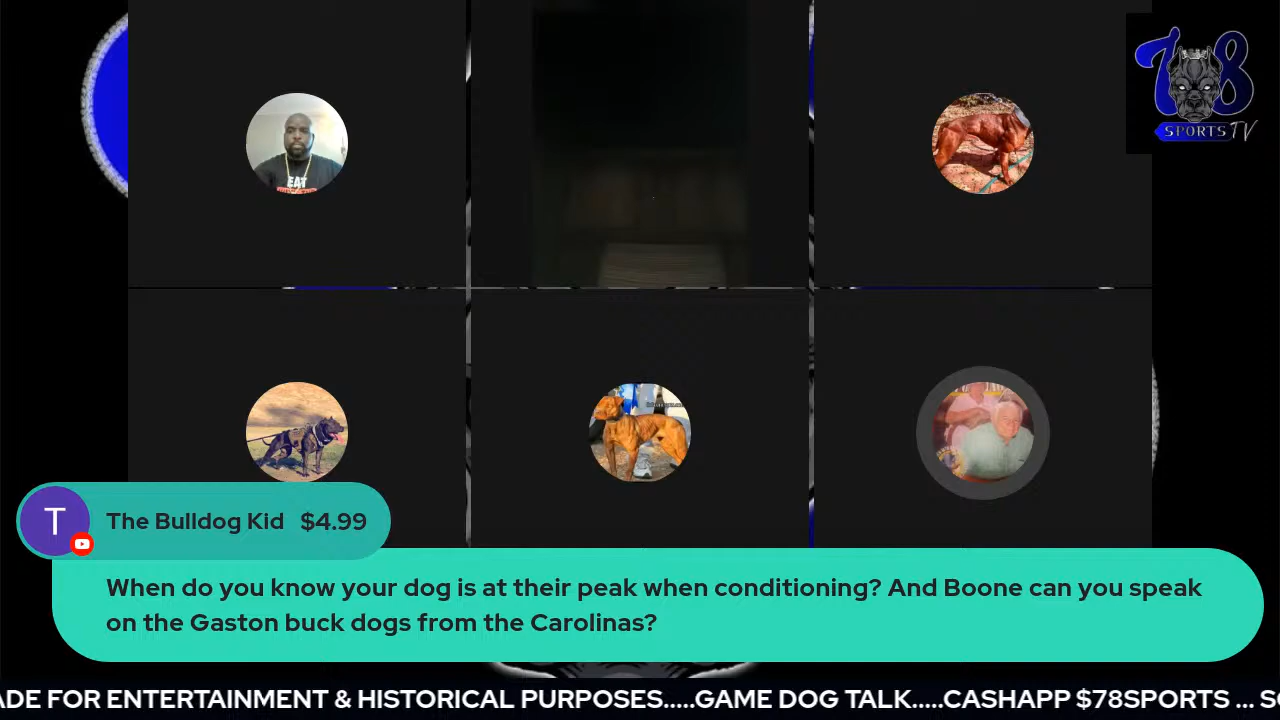 78
SPORTS TV
EAT
The Bulldog Kid $4.99
T
When do you know your dog is at their peak when conditioning? And Boone can you speak
on the Gaston buck dogs from the Carolinas?
ADE FOR ENTERTAINMENT & HISTORICAL PURPOSES.....GAME DOG TALK.....CASHAPP $78SPORTS ... S